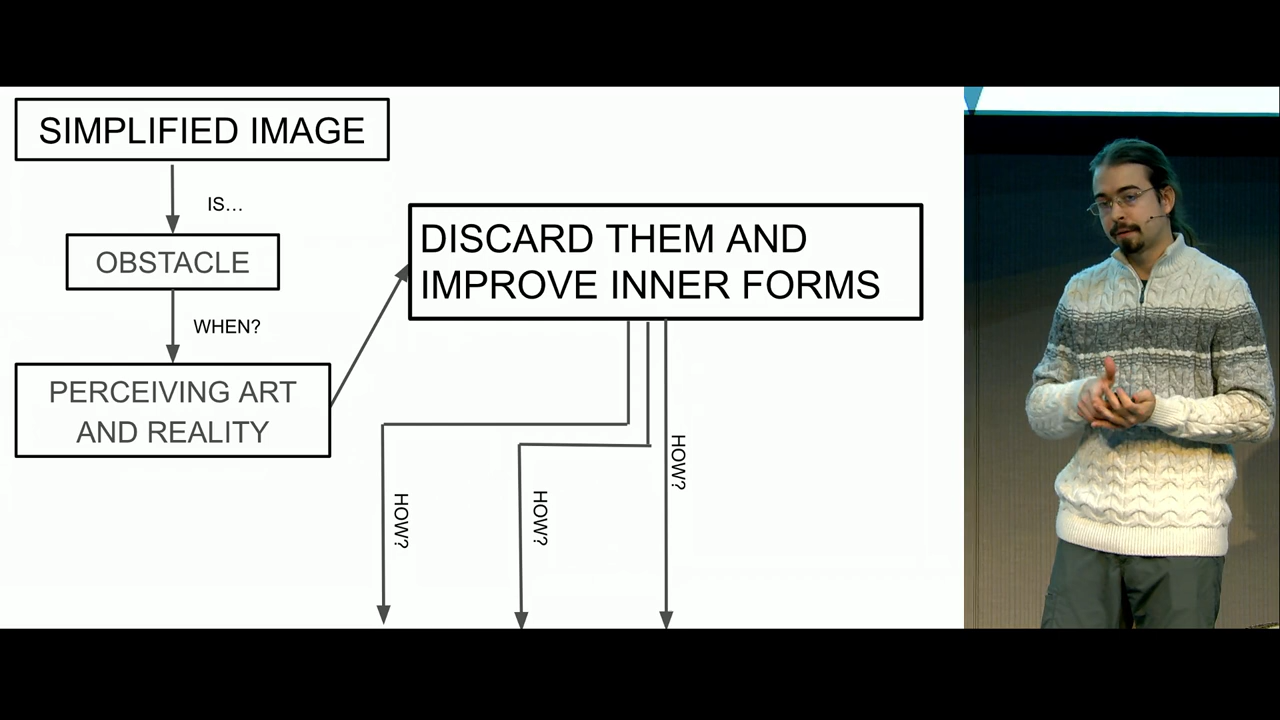 SIMPLIFIED IMAGE
IS...
OBSTACLE
WHEN?
PERCEIVING ART
AND REALITY
DISCARD THEM AND
IMPROVE INNER FORMS
HOW?
HOW?
HOW?